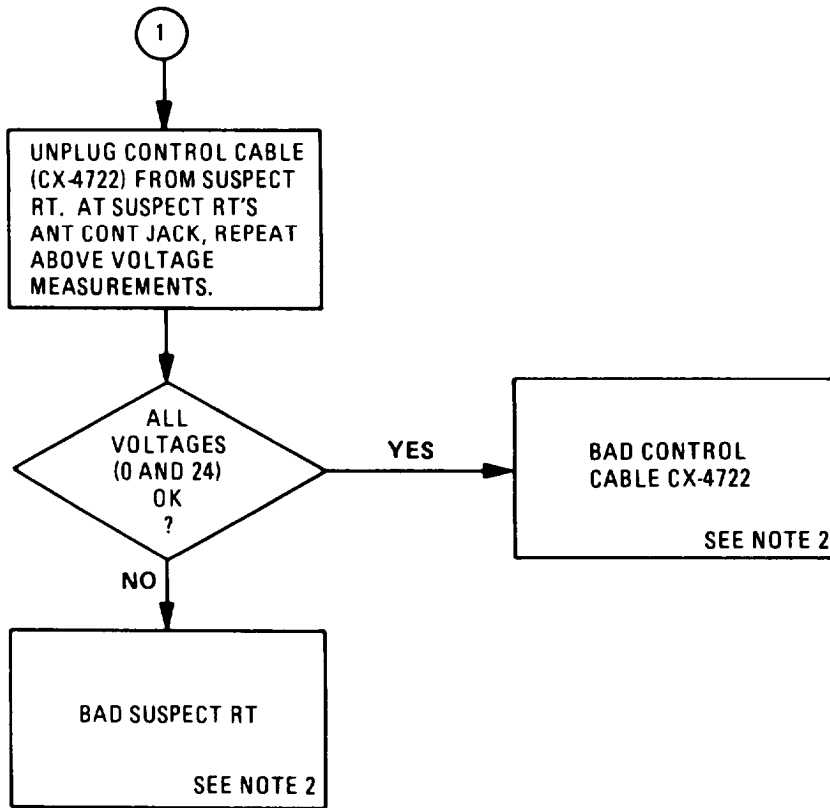 1
UNPLUG CONTROL CABLE
(CX-4722) FROM SUSPECT
RT. AT SUSPECT RT'S
ANT CONT JACK, REPEAT
ABOVE VOLTAGE
MEASUREMENTS.
ALL
VOLTAGES
(0 AND 24)
OK
?
YES
BAD CONTROL
CABLE CX-4722
SEE NOTE 2
NO
BAD SUSPECT RT
SEE NOTE 2